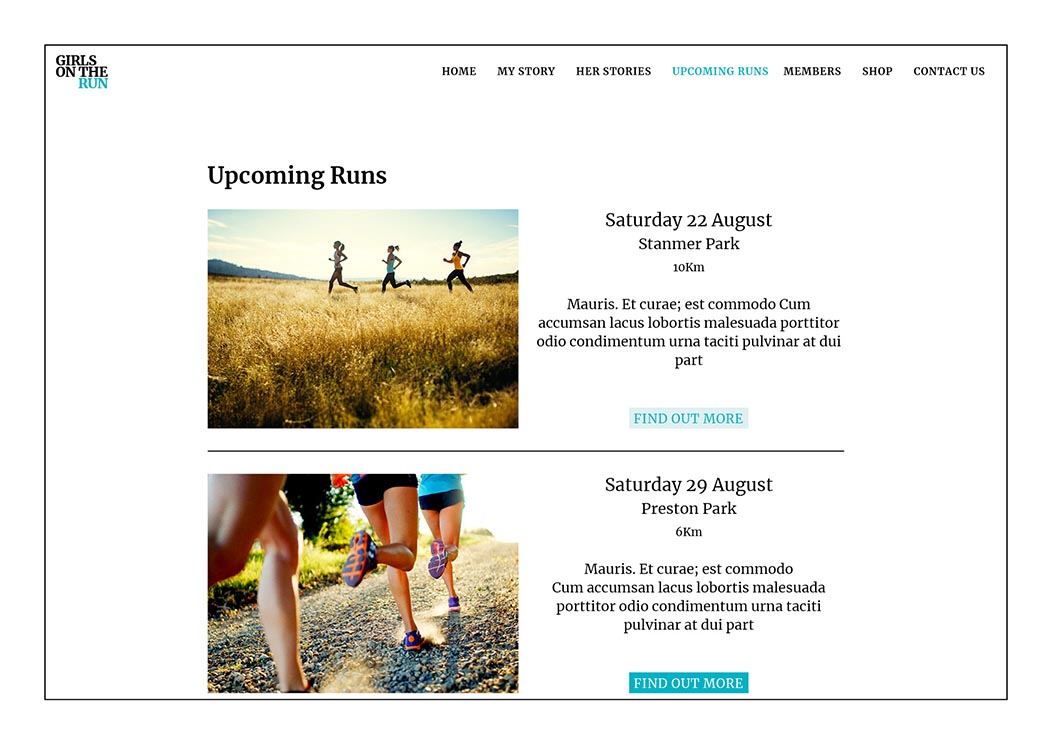 GIRLS
ON THE
RUN
HOME MY STORY HER STORIES UPCOMING RUNS MEMBERS SHOP CONTACT US
Upcoming Runs
Saturday 22 August
Stanmer Park
10Km
Mauris. Et curae; est commodo Cum
accumsan lacus lobortis malesuada porttitor
odio condimentum urna taciti pulvinar at dui
part
FIND OUT MORE
Saturday 29 August
Preston Park
6Km
Mauris. Et curae; est commodo
Cum accumsan lacus lobortis malesuada
porttitor odio condimentum urna taciti
pulvinar at dui part
FIND OUT MORE